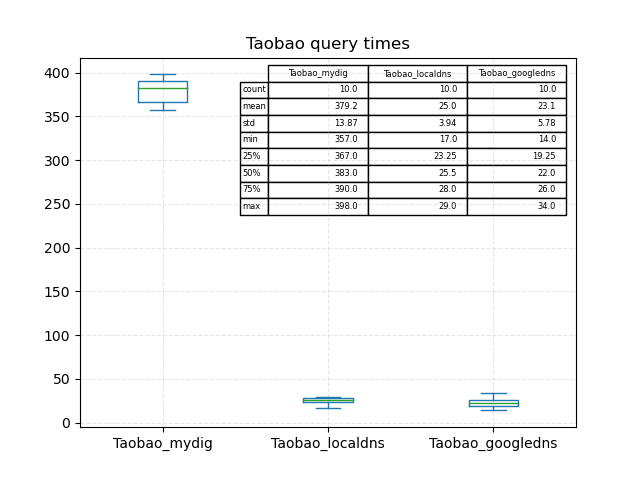 Taobao query times
Taobao_mydig Taobao_localdns Taobao_googledns
count 10.0 10.0 10.0
mean 379.2 25.0 23.1
std 13.87 3.94 5.78
min 357.0 17.0 14.0
25% 367.0 23.25 19.25
50% 383.0 25.5 22.0
75% 390.0 28.0 26.0
max 398.0 29.0 34.0
400
350
300
250
200
150
100
50
0
Taobao_mydig Taobao_localdns Taobao_googledns